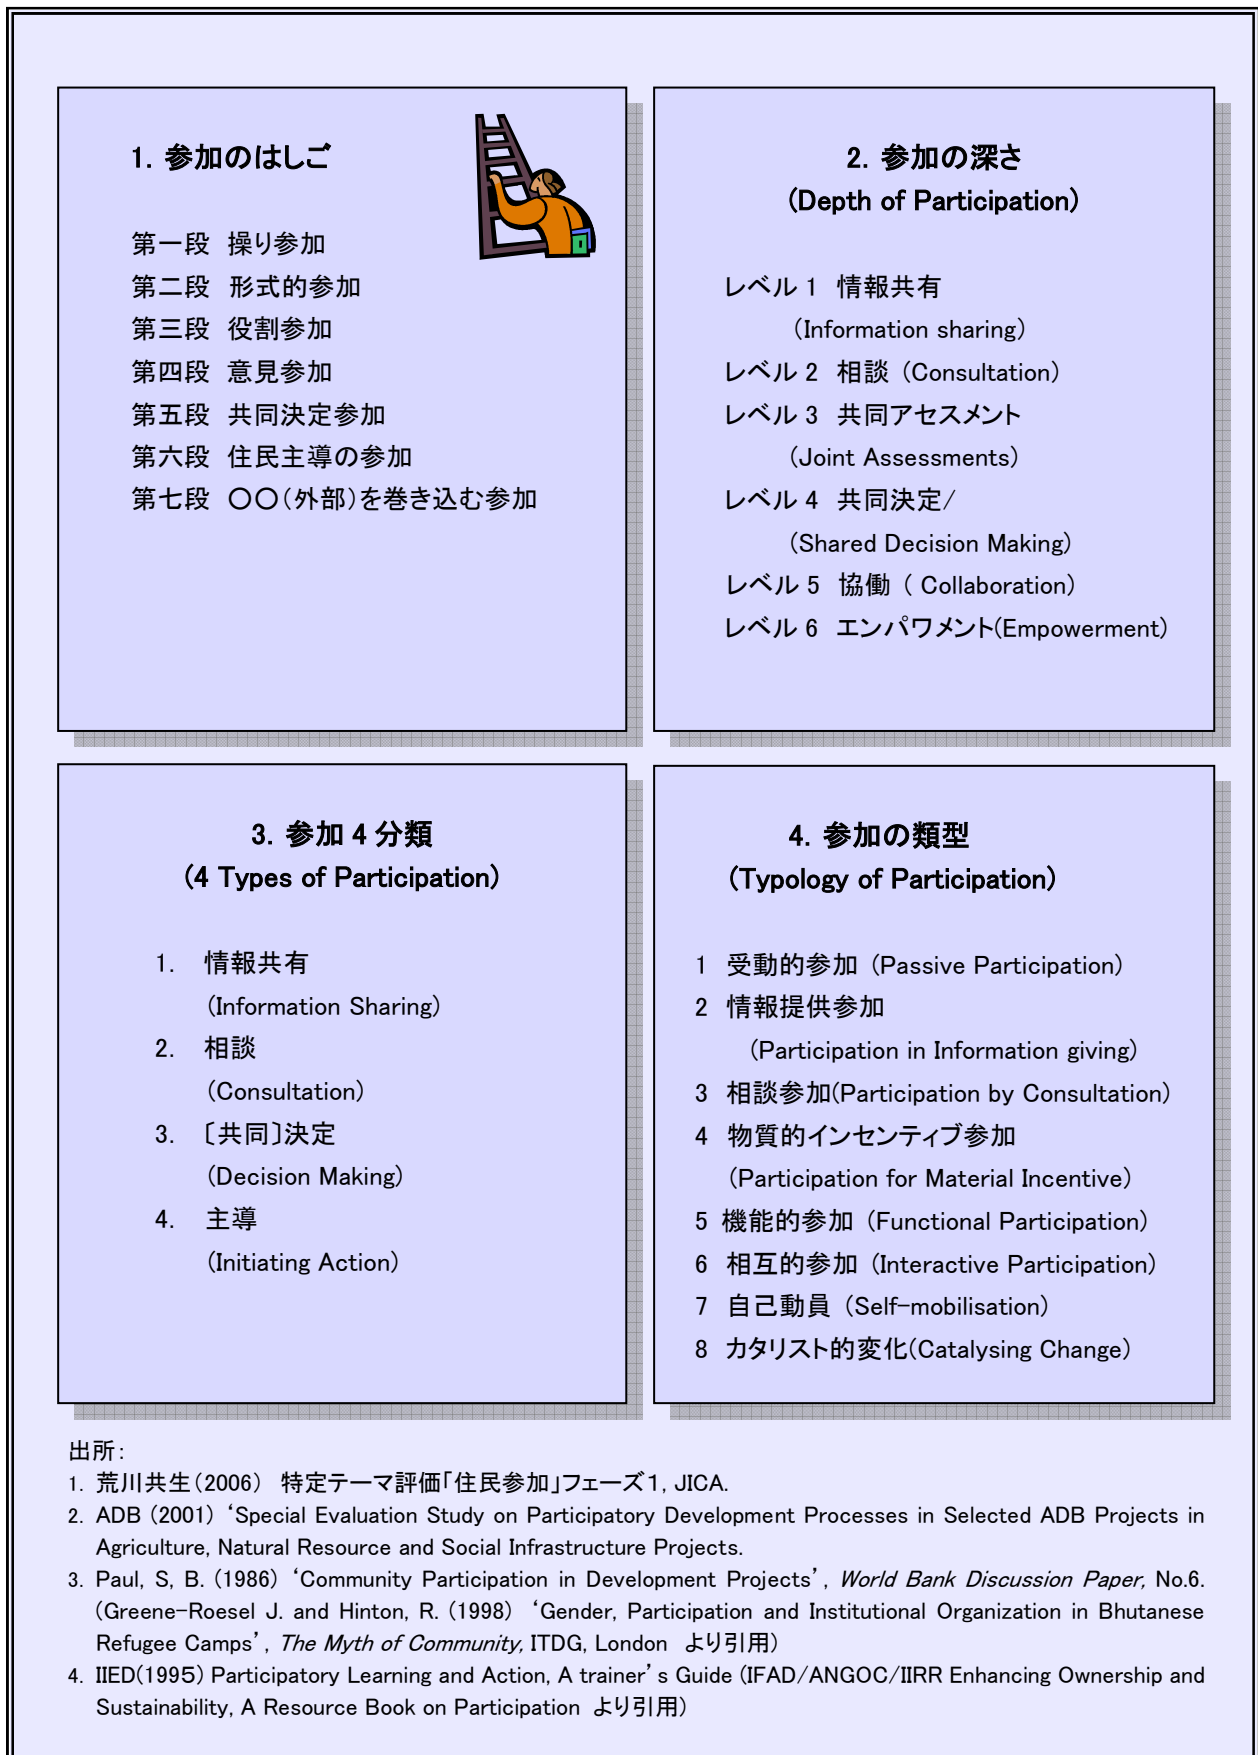 1. 参加のはしご
第一段 操り参加
第二段 形式的参加
第三段 役割参加
第四段 意見参加
第五段 共同決定参加
第六段 住民主導の参加
第七段 〇〇(外部)を巻き込む参加
2. 参加の深さ
(Depth of Participation)
レベル 1 情報共有
(Information sharing)
レベル 2 相談 (Consultation)
レベル 3 共同アセスメント
(Joint Assessments)
レベル 4 共同決定/
(Shared Decision Making)
レベル 5 協働 ( Collaboration)
レベル 6 エンパワメント(Empowerment)
3. 参加 4 分類
(4 Types of Participation)
1. 情報共有
(Information Sharing)
2. 相談
(Consultation)
3. 〔共同〕決定
(Decision Making)
4. 主導
(Initiating Action)
4. 参加の類型
(Typology of Participation)
1 受動的参加 (Passive Participation)
2 情報提供参加
(Participation in Information giving)
3 相談参加(Participation by Consultation)
4 物質的インセンティブ参加
(Participation for Material Incentive)
5 機能的参加 (Functional Participation)
6 相互的参加 (Interactive Participation)
7 自己動員 (Self-mobilisation)
8 カタリスト的変化(Catalysing Change)
出所:
1. 荒川共生(2006) 特定テーマ評価「住民参加」フェーズ1, JICA.
2. ADB (2001) ‘Special Evaluation Study on Participatory Development Processes in Selected ADB Projects in
Agriculture, Natural Resource and Social Infrastructure Projects.
3. Paul, S, B. (1986) ‘Community Participation in Development Projects’, World Bank Discussion Paper, No.6.
(Greene-Roesel J. and Hinton, R. (1998) ‘Gender, Participation and Institutional Organization in Bhutanese
Refugee Camps’, The Myth of Community, ITDG, London より引用)
4. IIED(1995) Participatory Learning and Action, A trainer’s Guide (IFAD/ANGOC/IIRR Enhancing Ownership and
Sustainability, A Resource Book on Participation より引用)